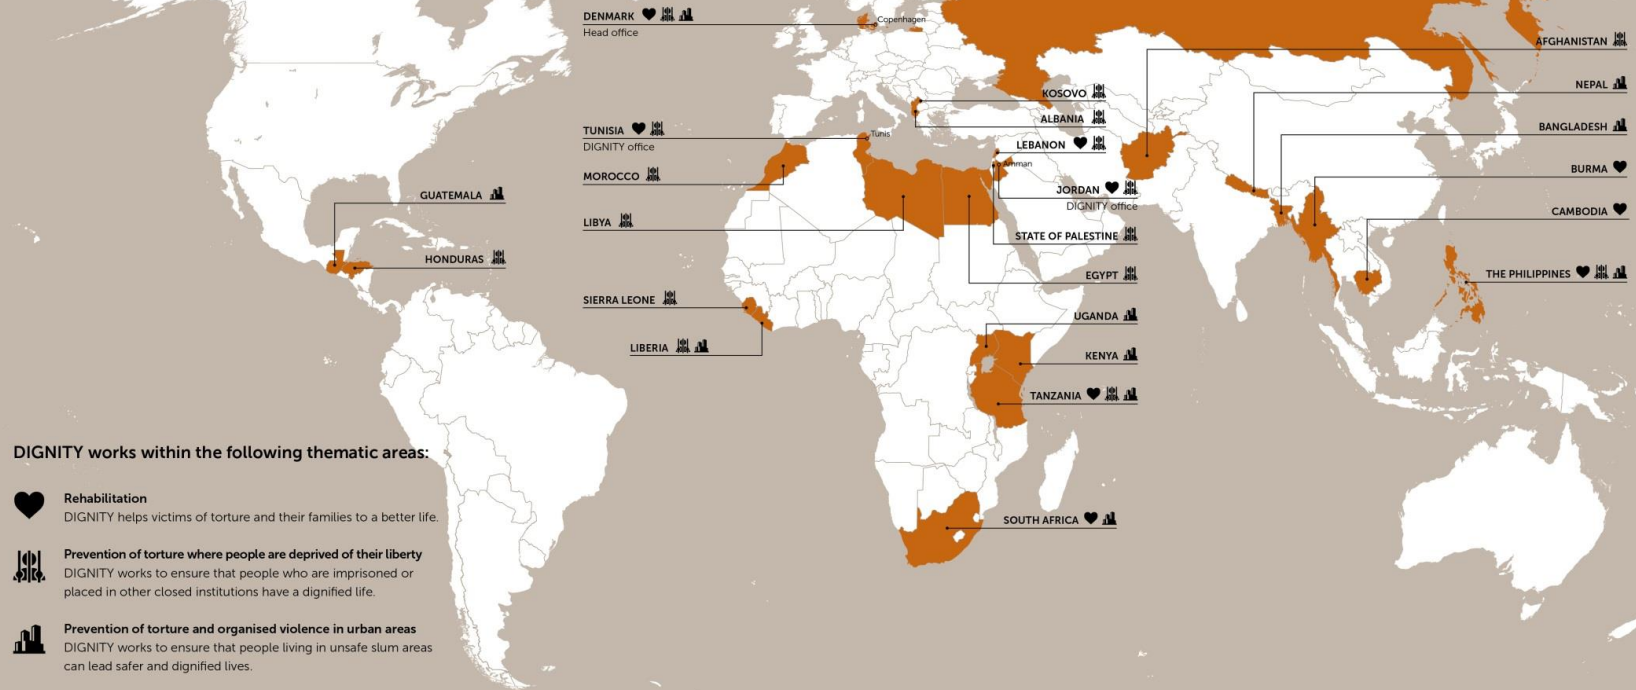 DENMARK
Head office
Copenhagen
TUNISIA
DIGNITY office
Tunis
MOROCCO
LIBYA
SIERRA LEONE
LIBERIA
GUATEMALA
HONDURAS
KOSOVO
ALBANIA
LEBANON
Amman
JORDAN
DIGNITY office
STATE OF PALESTINE
EGYPT
UGANDA
KENYA
TANZANIA
SOUTH AFRICA
AFGHANISTAN
NEPAL
BANGLADESH
BURMA
CAMBODIA
THE PHILIPPINES
DIGNITY works within the following thematic areas:
Rehabilitation
DIGNITY helps victims of torture and their families to a better life.
Prevention of torture where people are deprived of their liberty
DIGNITY works to ensure that people who are imprisoned or
placed in other closed institutions have a dignified life.
Prevention of torture and organised violence in urban areas
DIGNITY works to ensure that people living in unsafe slum areas
can lead safer and dignified lives.